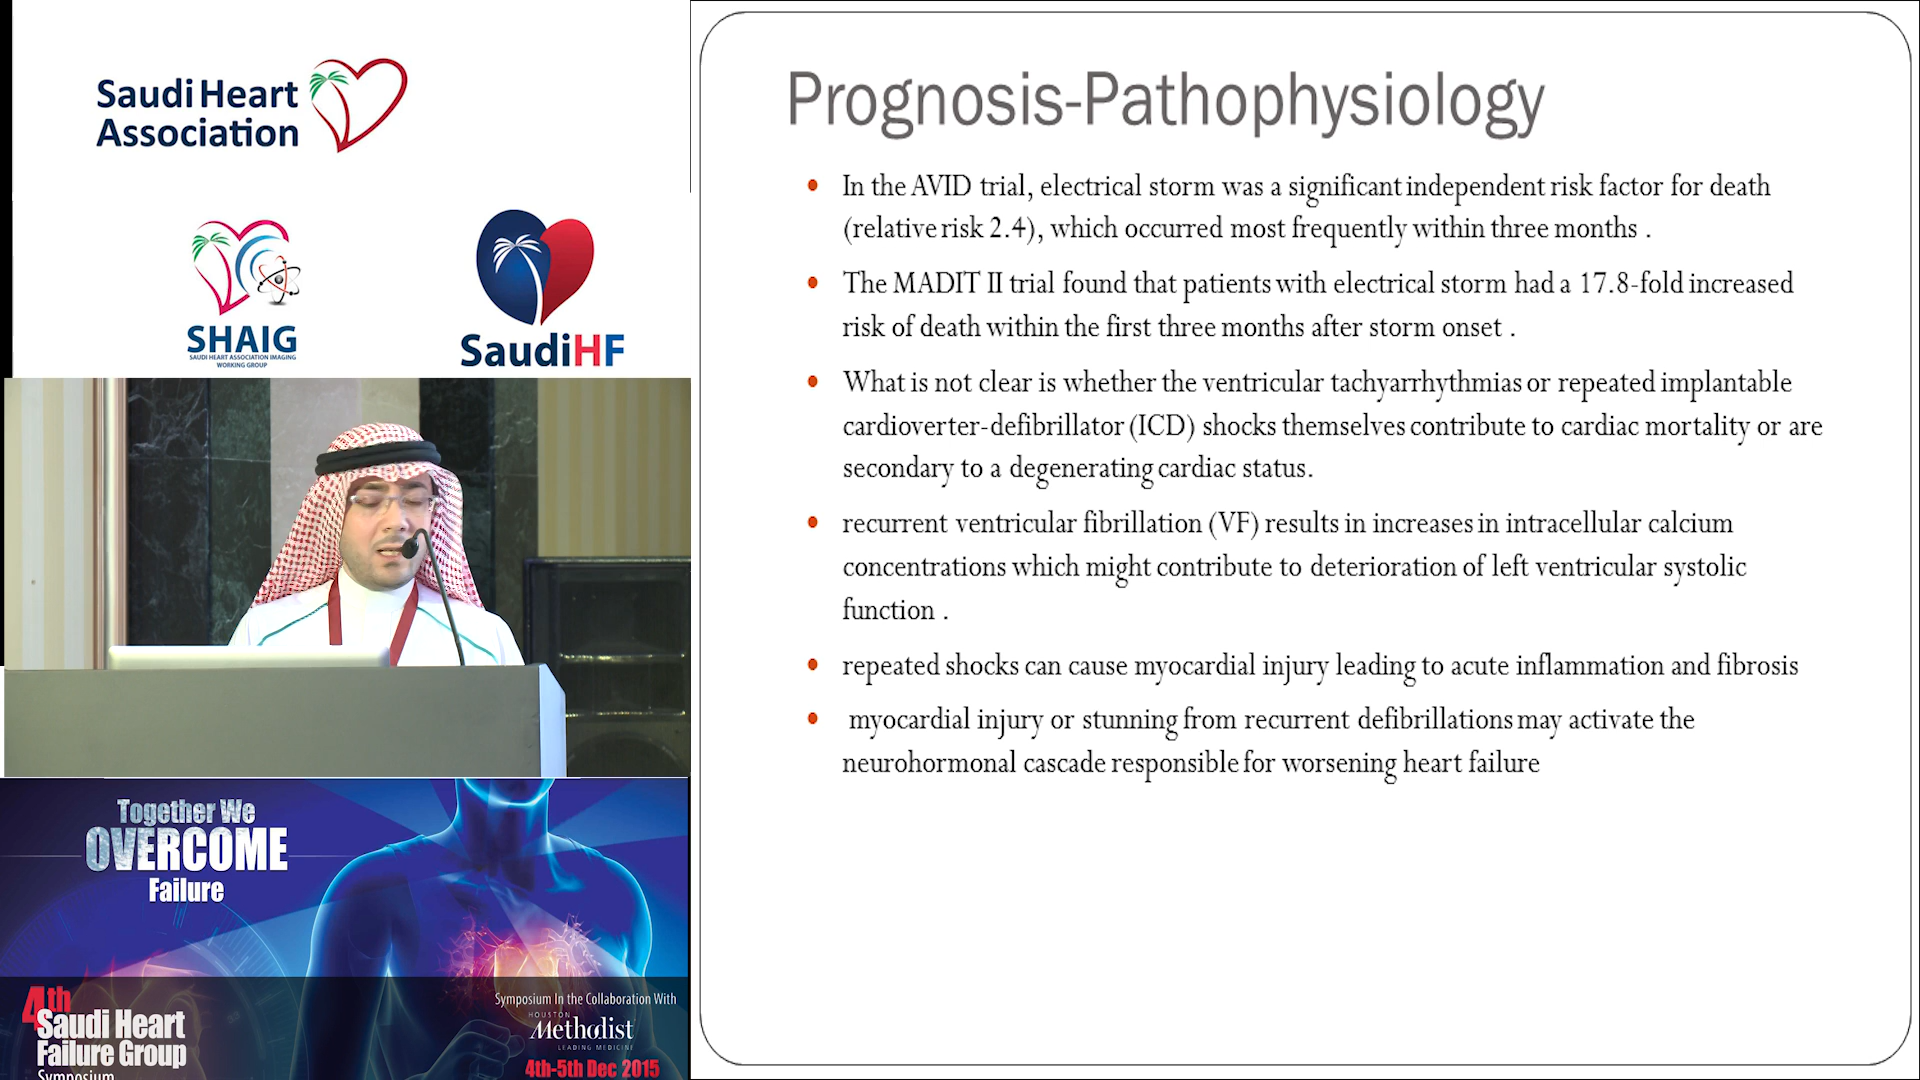 Saudi Heart
Association
SHAIG
SAUDI HEART ASSOCIATION IMAGING
WORKING GROUP
SaudiHF
Together We
OVERCOME
Failure
4th
Saudi Heart
Failure Group
Symposium
Symposium In the Collaboration With
HOUSTON
Methodist
LEADING MEDICINE
4th-5th Dec 2015
Prognosis-Pathophysiology
• In the AVID trial, electrical storm was a significant independent risk factor for death
(relative risk 2.4), which occurred most frequently within three months .
• The MADIT II trial found that patients with electrical storm had a 17.8-fold increased
risk of death within the first three months after storm onset .
• What is not clear is whether the ventricular tachyarrhythmias or repeated implantable
cardioverter-defibrillator (ICD) shocks themselves contribute to cardiac mortality or are
secondary to a degenerating cardiac status.
• recurrent ventricular fibrillation (VF) results in increases in intracellular calcium
concentrations which might contribute to deterioration of left ventricular systolic
function .
• repeated shocks can cause myocardial injury leading to acute inflammation and fibrosis
• myocardial injury or stunning from recurrent defibrillations may activate the
neurohormonal cascade responsible for worsening heart failure